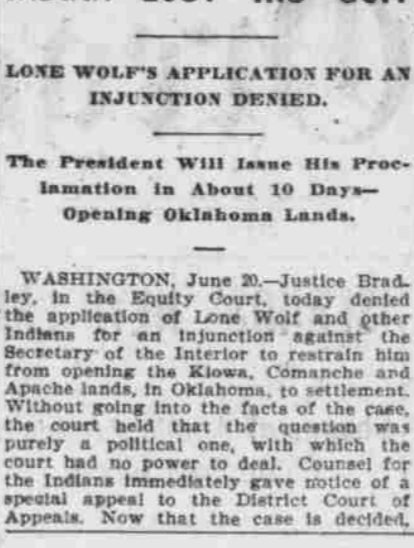 LONE WOLF'S APPLICATION FOR AN
INJUNCTION DENIED.
The President Will Issue His Proc-
lamation in About 10 Days—
Opening Oklahoma Lands.
WASHINGTON, June 20.—Justice Brad-
ley, in the Equity Court, today denied
the application of Lone Wolf and other
Indians for an injunction against the
Secretary of the Interior to restrain him
from opening the Kiowa, Comanche and
Apache lands, in Oklahoma, to settlement.
Without going into the facts of the case,
the court held that the question was
purely a political one, with which the
court had no power to deal. Counsel for
the Indians immediately gave notice of a
special appeal to the District Court of
Appeals. Now that the case is decided,